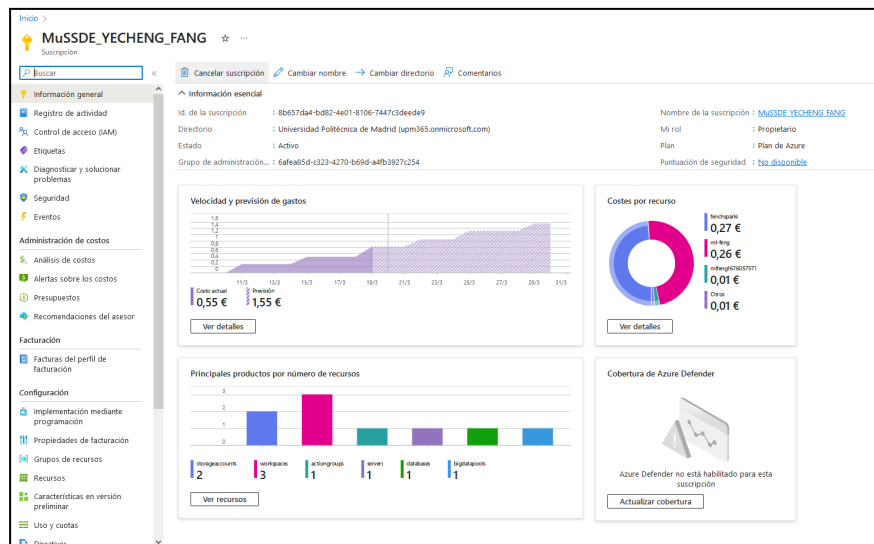 Inicio >
MuSSDE_YECHENG_FANG
Suscripción
Buscar
Información general
Registro de actividad
Control de acceso (IAM)
Etiquetas
Diagnosticar y solucionar
problemas
Seguridad
Eventos
Administración de costos
Análisis de costos
Alertas sobre los costos
Presupuestos
Recomendaciones del asesor
Facturación
Facturas del perfil de
facturación
Configuración
Implementación mediante
programación
Propiedades de facturación
Grupos de recursos
Recursos
Características en versión
preliminar
Uso y cuotas
Directivas
Cancelar suscripción Cambiar nombre Cambiar directorio Comentarios
Información esencial
Id. de la suscripción : 8b657da4-bd82-4e01-8106-7447c3deede9
Directorio : Universidad Politécnica de Madrid (upm365.onmicrosoft.com)
Estado : Activo
Grupo de administración... : 6afea85d-c323-4270-b69d-a4fb3927c254
Nombre de la suscripción : MuSSDE YECHENG FANG
Mi rol : Propietario
Plan : Plan de Azure
Puntuación de seguridad : No disponible
Velocidad y previsión de gastos
1,6
1,4
1
0,8
0,6
0,4
0,2
0
11/3 13/3 15/3 17/3 19/3 21/3 23/3 25/3 27/3 29/3 31/3
Costo actual Previsión
0,55 € 1,55 €
Ver detalles
Costes por recurso
fenchspark
0,27 €
ml-feng
0,26 €
mlfeng1676057577
0,01 €
Otros
0,01 €
Ver detalles
Principales productos por número de recursos
3
2
1
0
storageaccounts workspaces actiongroups servers databases bigdatapools
2 3 1 1 1 1
Ver recursos
Cobertura de Azure Defender
Azure Defender no está habilitado para esta
suscripción
Actualizar cobertura